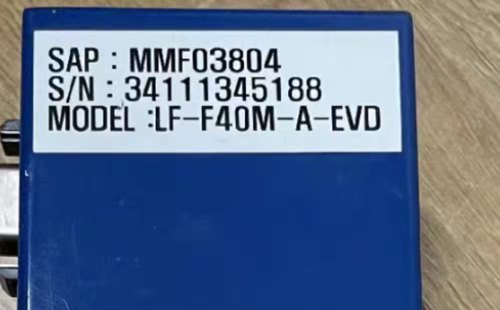 SAP : MMF03804
S/N : 34111345188
MODEL :LF-F40M-A-EVD